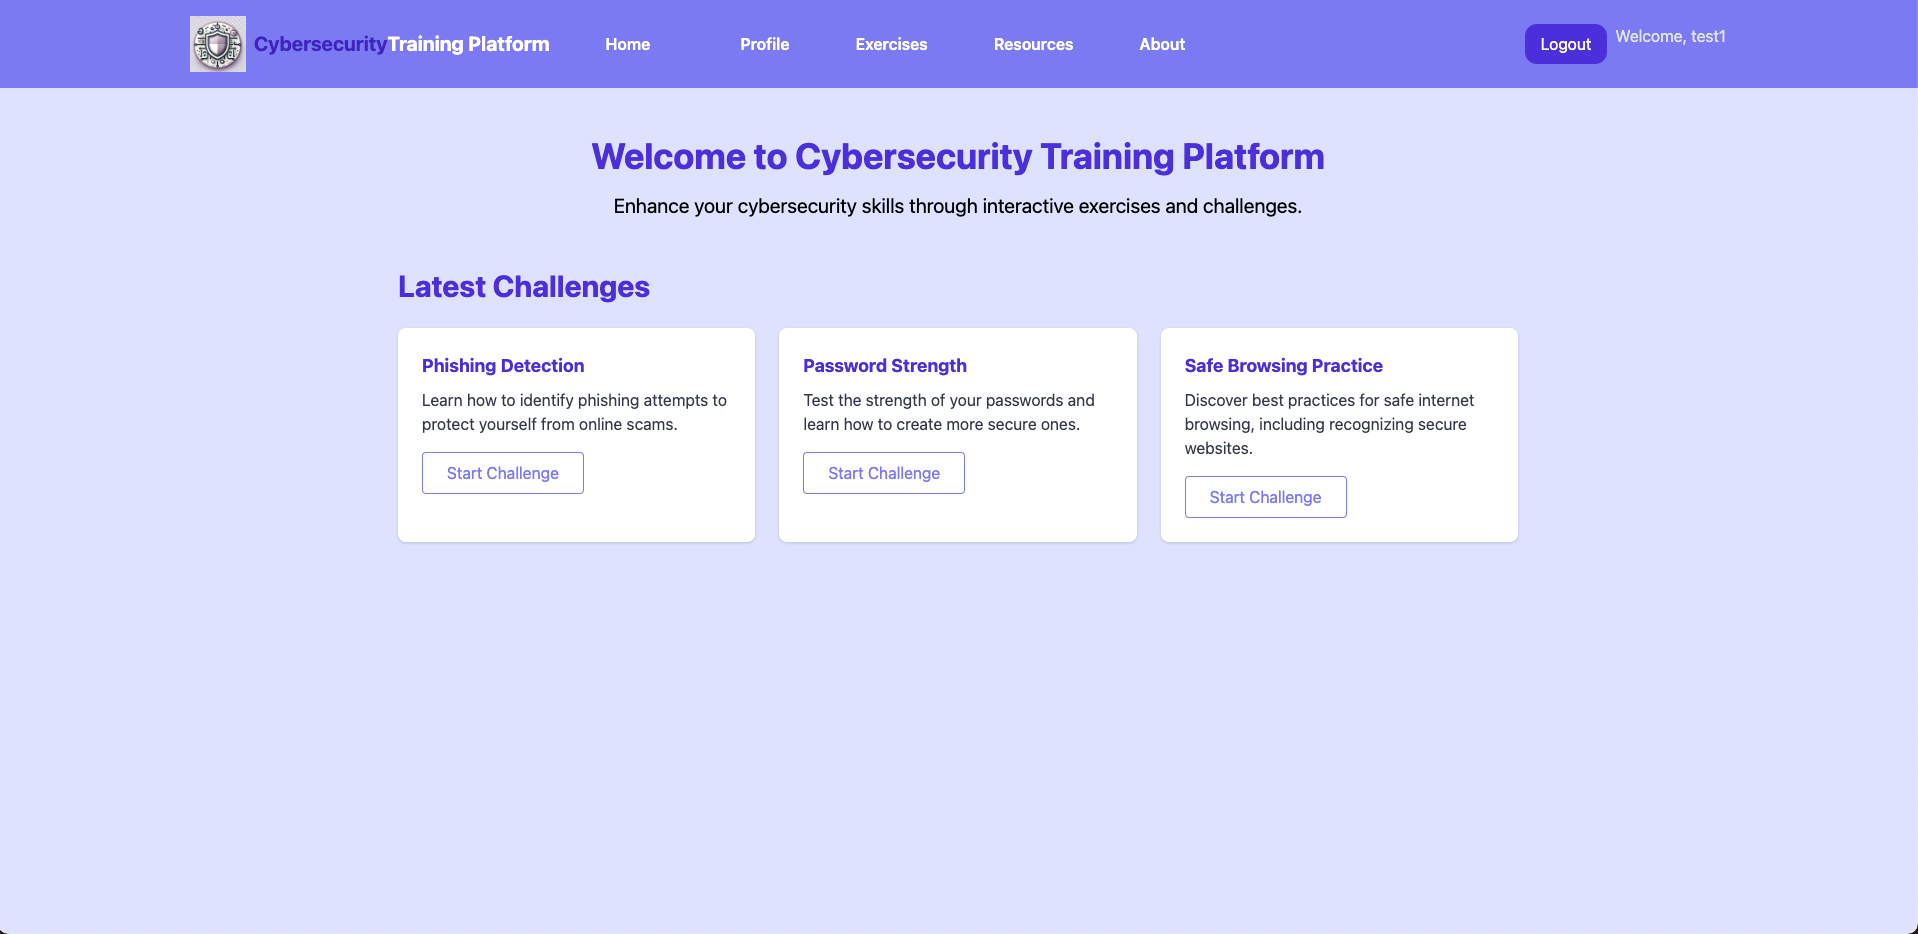 CybersecurityTraining Platform Home Profile Exercises Resources About Logout Welcome, test1
Welcome to Cybersecurity Training Platform
Enhance your cybersecurity skills through interactive exercises and challenges.
Latest Challenges
Phishing Detection
Learn how to identify phishing attempts to
protect yourself from online scams.
Start Challenge
Password Strength
Test the strength of your passwords and
learn how to create more secure ones.
Start Challenge
Safe Browsing Practice
Discover best practices for safe internet
browsing, including recognizing secure
websites.
Start Challenge